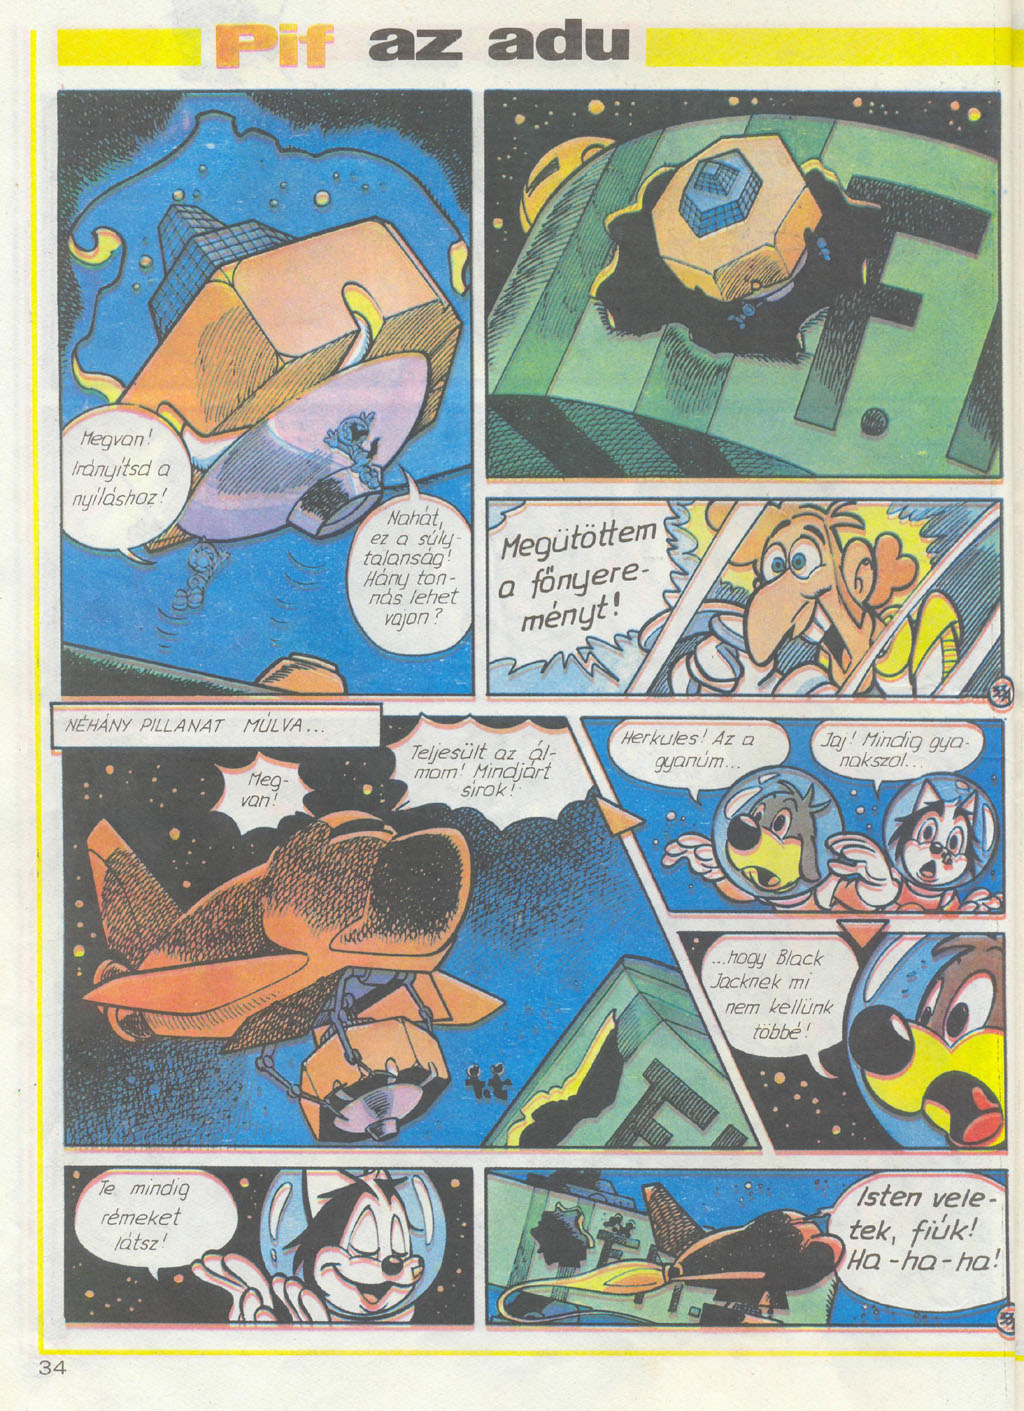 Pif az adu
Megvan!
Irányítsd a
nyíláshoz!
Nahát,
ez a súly-
talanság!
Hány ton-
nás lehet
vajon?
Megütöttem
a főnyere-
ményt!
NÉHÁNY PILLANAT MÚLVA...
Meg-
van!
Teljesült az ál-
mom! Mindjárt
sírok!
Herkules! Az a
gyanúm...
Jaj! Mindig gya-
nakszol...
...hogy Black
Jacknek mi
nem kellünk
többé!
Te mindig
rémeket
látsz!
Isten vele-
tek, fiúk!
Ha-ha-ha!
34